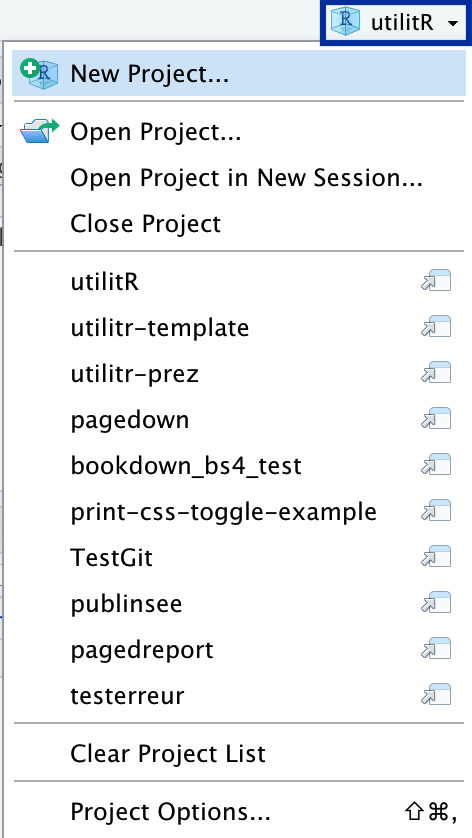 utilitR
New Project...
Open Project...
Open Project in New Session...
Close Project
utilitR
utilitr-template
utilitr-prez
pagedown
bookdown_bs4_test
print-css-toggle-example
TestGit
publinsee
pagedreport
testerreur
Clear Project List
Project Options... ⇧⌘,